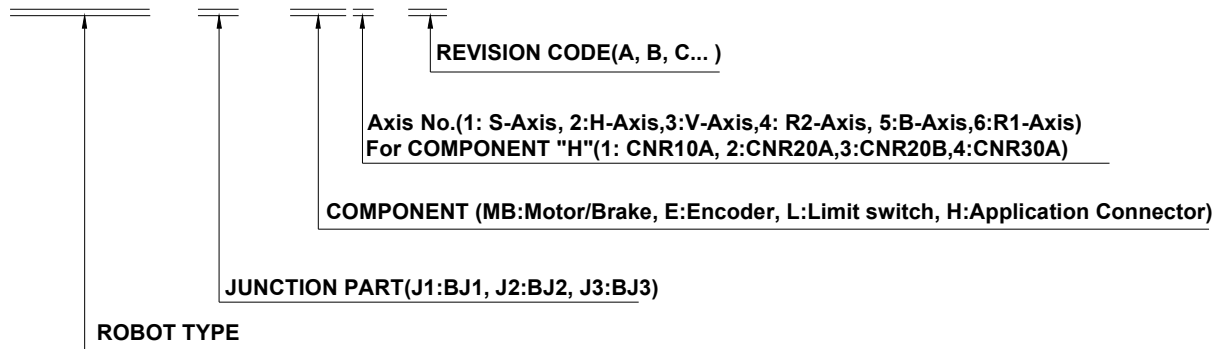 REVISION CODE(A, B, C... )
Axis No.(1: S-Axis, 2:H-Axis,3:V-Axis,4: R2-Axis, 5:B-Axis,6:R1-Axis)
For COMPONENT "H"(1: CNR10A, 2:CNR20A,3:CNR20B,4:CNR30A)
COMPONENT (MB:Motor/Brake, E:Encoder, L:Limit switch, H:Application Connector)
JUNCTION PART(J1:BJ1, J2:BJ2, J3:BJ3)
ROBOT TYPE